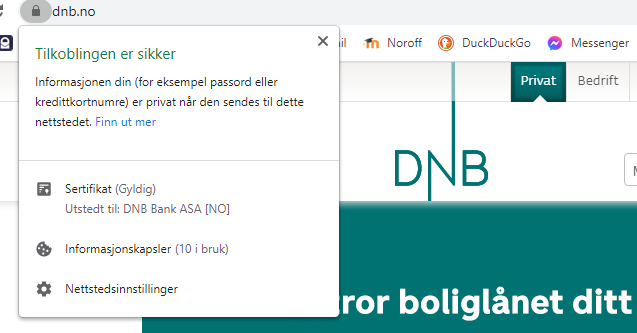 dnb.no
Tilkoblingen er sikker
Noroff
DuckDuckGo
Messenger
Informasjonen din (for eksempel passord eller
kredittkortnumre) er privat når den sendes til dette
nettstedet. Finn ut mer
Privat
Bedrift
DNB
Sertifikat (Gyldig)
Utstedt til: DNB Bank ASA [NO]
Informasjonskapsler (10 i bruk)
Nettstedsinnstillinger
boliglånet ditt